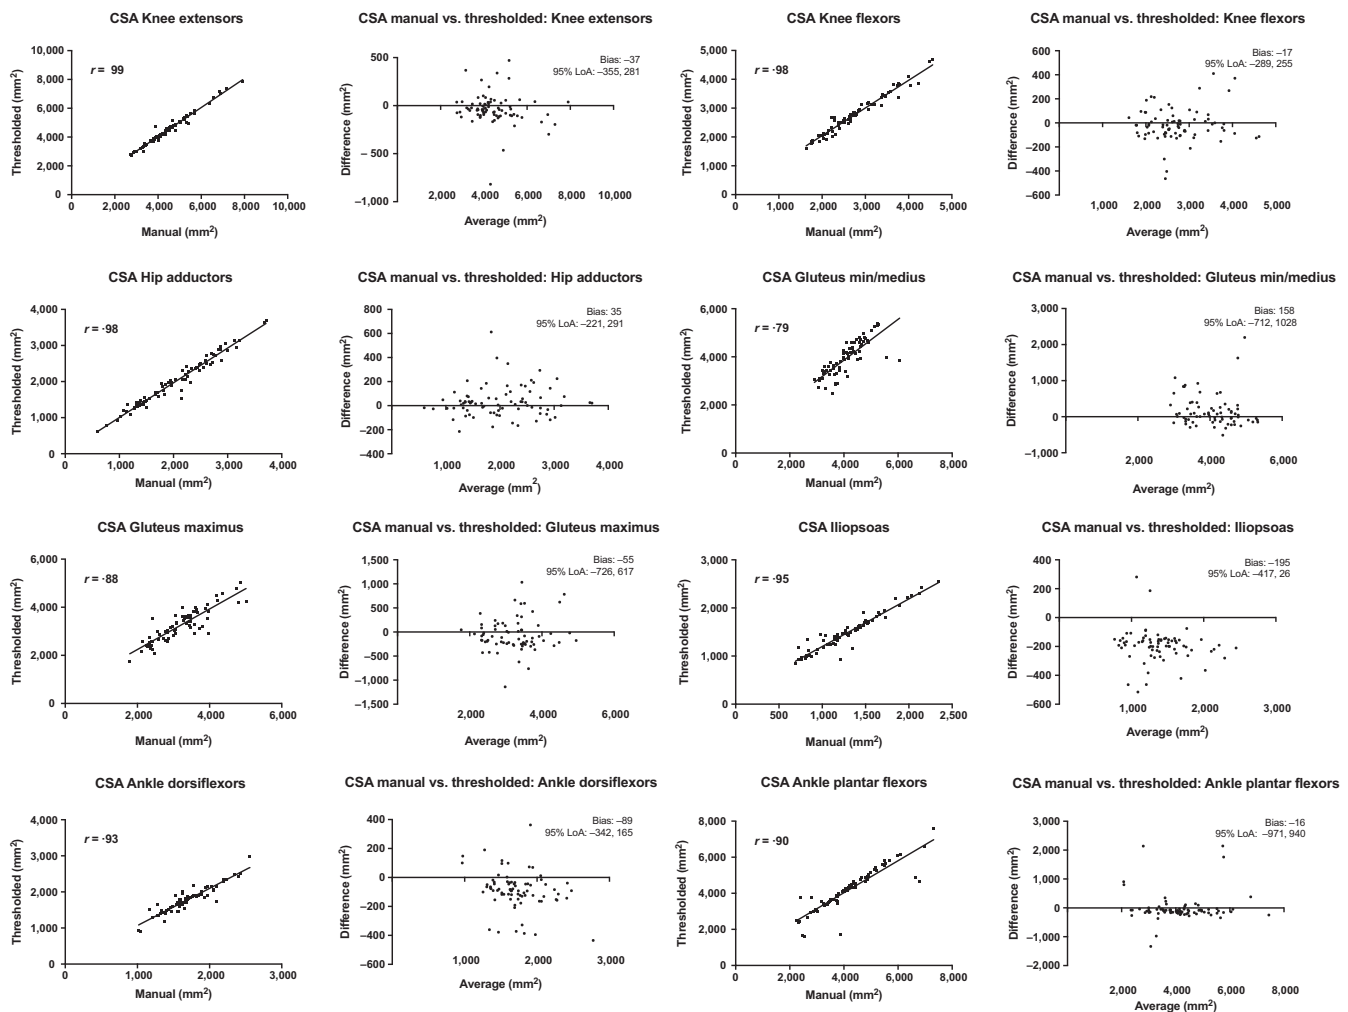 CSA Knee extensors
10,000
8,000
6,000
4,000
2,000
0
Thresholded (mm²)
r = 99
0 2,000 4,000 6,000 8,000 10,000
Manual (mm²)
CSA manual vs. thresholded: Knee extensors
Bias: –37
95% LoA: –355, 281
500
0
– 500
–1,000
Difference (mm²)
2,000 4,000 6,000 8,000 10,000
Average (mm²)
CSA Knee flexors
5,000
4,000
3,000
2,000
1,000
0
Thresholded (mm²)
r = ·98
0 1,000 2,000 3,000 4,000 5,000
Manual (mm²)
CSA manual vs. thresholded: Knee flexors
Bias: –17
95% LoA: –289, 255
600
400
200
0
–200
–400
–600
Difference (mm²)
1,000 2,000 3,000 4,000 5,000
Average (mm²)
CSA Hip adductors
4,000
3,000
2,000
1,000
0
Thresholded (mm²)
r = ·98
0 1,000 2,000 3,000 4,000
Manual (mm²)
CSA manual vs. thresholded: Hip adductors
Bias: 35
95% LoA: –221, 291
800
600
400
200
0
–200
–400
Difference (mm²)
1,000 2,000 3,000 4,000
Average (mm²)
CSA Gluteus min/medius
6,000
4,000
2,000
0
Thresholded (mm²)
r = ·79
0 2,000 4,000 6,000 8,000
Manual (mm²)
CSA manual vs. thresholded: Gluteus min/medius
Bias: 158
95% LoA: –712, 1028
3,000
2,000
1,000
0
–1,000
Difference (mm²)
2,000 4,000 6,000
Average (mm²)
CSA Gluteus maximus
6,000
4,000
2,000
0
Thresholded (mm²)
r = ·88
0 2,000 4,000 6,000
Manual (mm²)
CSA manual vs. thresholded: Gluteus maximus
Bias: –55
95% LoA: –726, 617
1,500
1,000
500
0
–500
–1,000
–1,500
Difference (mm²)
2,000 4,000 6,000
Average (mm²)
CSA Iliopsoas
3,000
2,000
1,000
0
Thresholded (mm²)
r = ·95
0 500 1,000 1,500 2,000 2,500
Manual (mm²)
CSA manual vs. thresholded: Iliopsoas
Bias: –195
95% LoA: –417, 26
400
200
0
–200
–400
–600
Difference (mm²)
1,000 2,000 3,000
Average (mm²)
CSA Ankle dorsiflexors
4,000
3,000
2,000
1,000
0
Thresholded (mm²)
r = ·93
0 1,000 2,000 3,000
Manual (mm²)
CSA manual vs. thresholded: Ankle dorsiflexors
Bias: –89
95% LoA: –342, 165
400
200
0
–200
–400
–600
Difference (mm²)
1,000 2,000 3,000
Average (mm²)
CSA Ankle plantar flexors
8,000
6,000
4,000
2,000
0
Thresholded (mm²)
r = ·90
0 2,000 4,000 6,000 8,000
Manual (mm²)
CSA manual vs. thresholded: Ankle plantar flexors
Bias: –16
95% LoA: –971, 940
3,000
2,000
1,000
0
–1,000
–2,000
Difference (mm²)
2,000 4,000 6,000 8,000
Average (mm²)